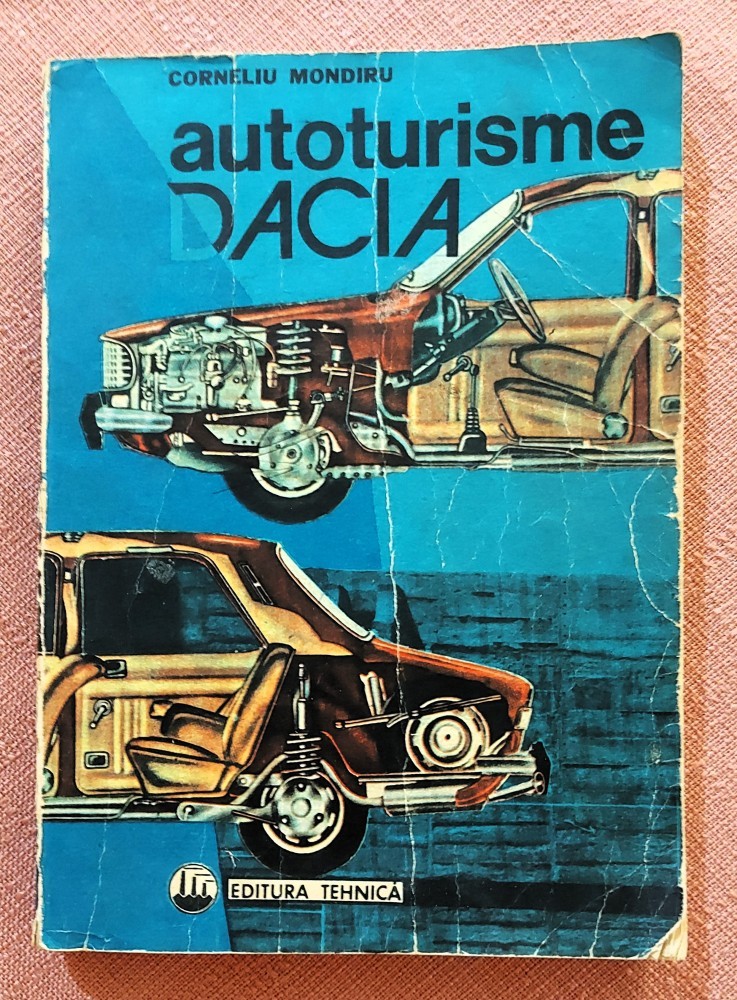 CORNELIU MONDIRU
autoturisme
DACIA
EDITURA TEHNICĂ